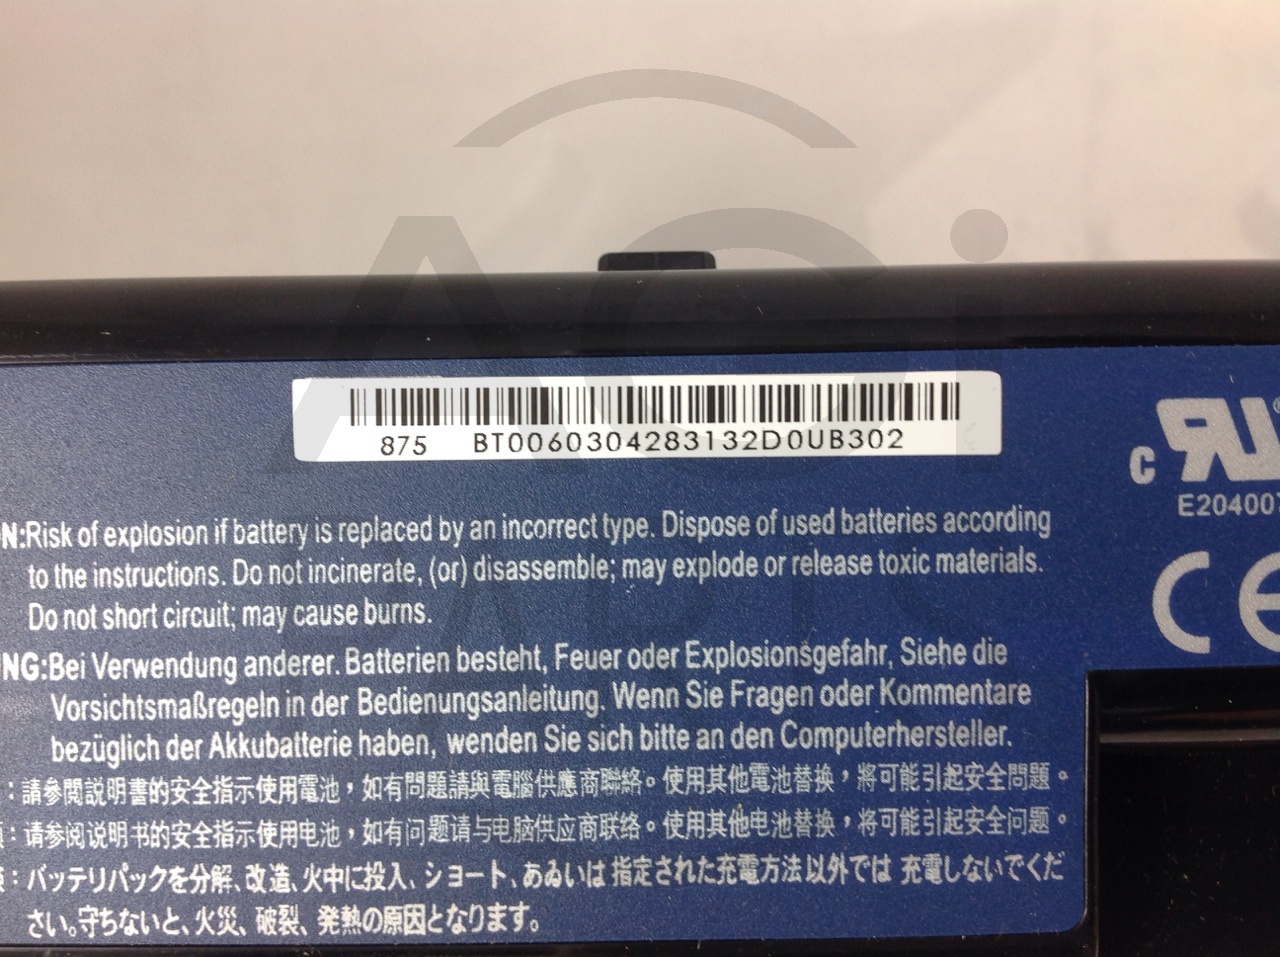 AGi
PARTS
875 BT0060304283132D0UB302
N:Risk of explosion if battery is replaced by an incorrect type. Dispose of used batteries according
to the instructions. Do not incinerate, (or) disassemble; may explode or release toxic materials.
Do not short circuit; may cause burns.
NG:Bei Verwendung anderer. Batterien besteht, Feuer oder Explosionsgefahr, Siehe die
Vorsichtsmaßregeln in der Bedienungsanleitung. Wenn Sie Fragen oder Kommentare
bezüglich der Akkubatterie haben, wenden Sie sich bitte an den Computerhersteller.
：請參閱説明書的安全指示使用電池，如有問題請與電腦供應商聯絡。使用其他電池替換，將可能引起安全問題。
：请参阅说明书的安全指示使用电池，如有问题请与电脑供应商联络。使用其他电池替换，将可能引起安全问题。
：バッテリパックを分解、改造、火中に投入、ショート、あゐいは 指定された充電方法以外では 充電しないでくだ
さい。守ちないと、火災、破裂、発熱の原因となります。
c RU
E20400
CE